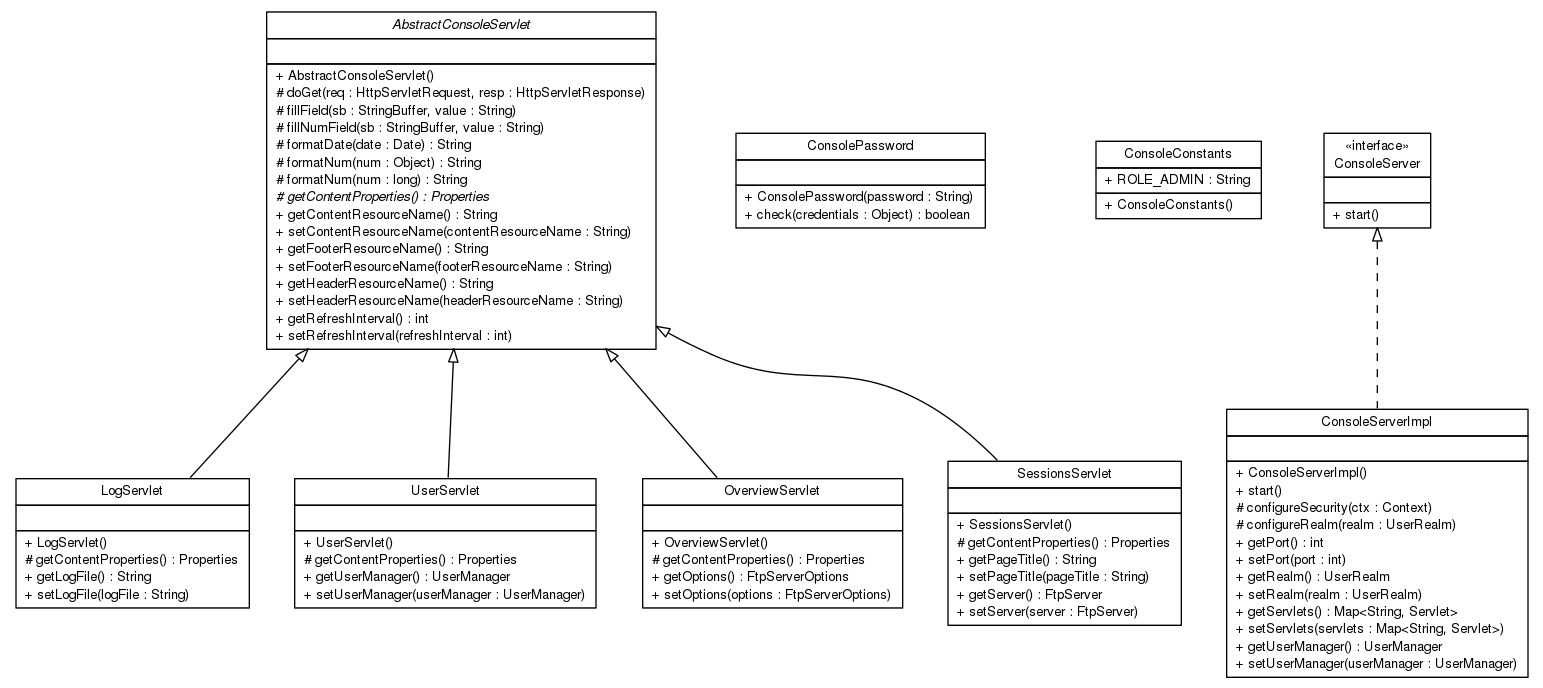 AbstractConsoleServlet
+ AbstractConsoleServlet()
# doGet(req : HttpServletRequest, resp : HttpServletResponse)
# fillField(sb : StringBuffer, value : String)
# fillNumField(sb : StringBuffer, value : String)
# formatDate(date : Date) : String
# formatNum(num : Object) : String
# formatNum(num : long) : String
# getContentProperties() : Properties
+ getContentResourceName() : String
+ setContentResourceName(contentResourceName : String)
+ getFooterResourceName() : String
+ setFooterResourceName(footerResourceName : String)
+ getHeaderResourceName() : String
+ setHeaderResourceName(headerResourceName : String)
+ getRefreshInterval() : int
+ setRefreshInterval(refreshInterval : int)
ConsolePassword
+ ConsolePassword(password : String)
+ check(credentials : Object) : boolean
ConsoleConstants
+ ROLE_ADMIN : String
+ ConsoleConstants()
«interface»
ConsoleServer
+ start()
LogServlet
+ LogServlet()
# getContentProperties() : Properties
+ getLogFile() : String
+ setLogFile(logFile : String)
UserServlet
+ UserServlet()
# getContentProperties() : Properties
+ getUserManager() : UserManager
+ setUserManager(userManager : UserManager)
OverviewServlet
+ OverviewServlet()
# getContentProperties() : Properties
+ getOptions() : FtpServerOptions
+ setOptions(options : FtpServerOptions)
SessionsServlet
+ SessionsServlet()
# getContentProperties() : Properties
+ getPageTitle() : String
+ setPageTitle(pageTitle : String)
+ getServer() : FtpServer
+ setServer(server : FtpServer)
ConsoleServerImpl
+ ConsoleServerImpl()
+ start()
# configureSecurity(ctx : Context)
# configureRealm(realm : UserRealm)
+ getPort() : int
+ setPort(port : int)
+ getRealm() : UserRealm
+ setRealm(realm : UserRealm)
+ getServlets() : Map<String, Servlet>
+ setServlets(servlets : Map<String, Servlet>)
+ getUserManager() : UserManager
+ setUserManager(userManager : UserManager)